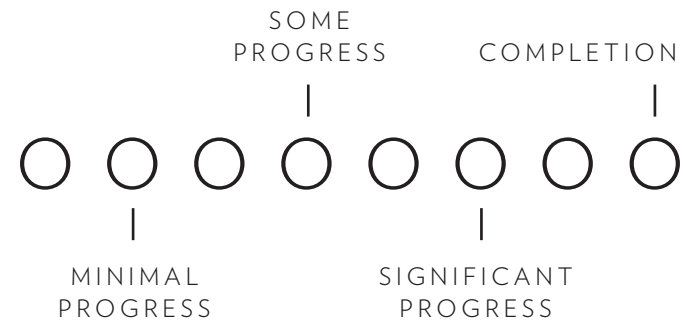 SOME
PROGRESS
COMPLETION
MINIMAL
PROGRESS
SIGNIFICANT
PROGRESS